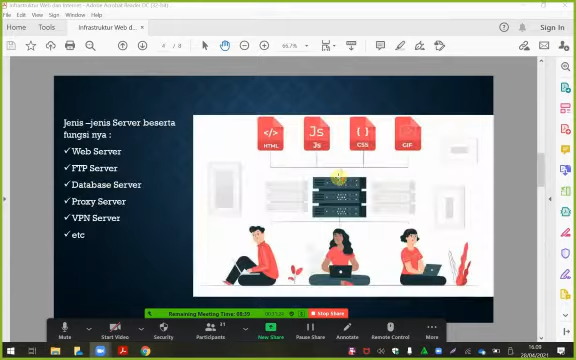 Infrastruktur Web dan Internet - Adobe Acrobat Reader DC (32-bit)
File Edit View Sign Window Help
Home Tools Infrastruktur Web d... × Sign In
/ 8 66.7%
Jenis –jenis Server beserta
fungsi nya :
✓ Web Server
✓ FTP Server
✓ Database Server
✓ Proxy Server
✓ VPN Server
✓ etc
</> { }
HTML Js Js CSS GIF
Remaining Meeting Time: 08:29 Stop Share
Mute Start Video Security Participants New Share Pause Share Annotate Remote Control More
16.09
28/04/2021